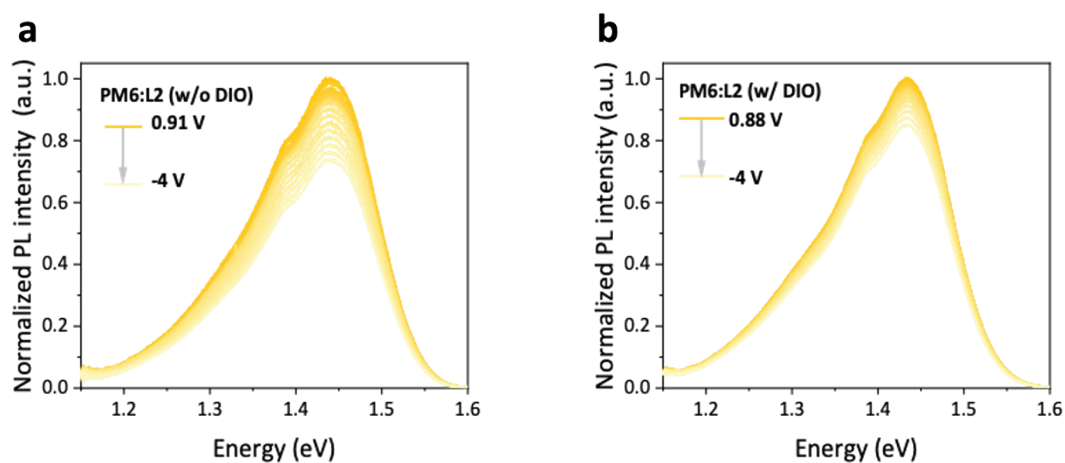 a
Normalized PL intensity (a.u.)
1.0
0.8
0.6
0.4
0.2
0.0
PM6:L2 (w/o DIO)
0.91 V
-4 V
1.2
1.3
1.4
1.5
1.6
Energy (eV)
b
Normalized PL intensity (a.u.)
1.0
0.8
0.6
0.4
0.2
0.0
PM6:L2 (w/ DIO)
0.88 V
-4 V
1.2
1.3
1.4
1.5
1.6
Energy (eV)